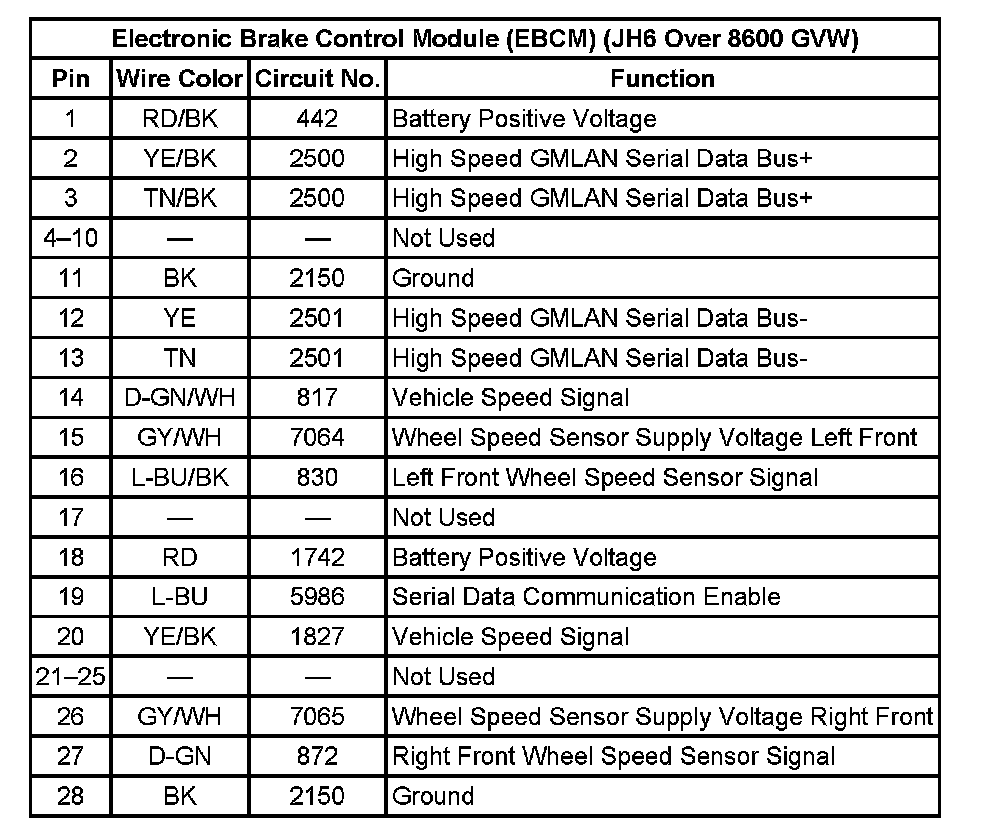 Electronic Brake Control Module (EBCM) (JH6 Over 8600 GVW)
Pin Wire Color Circuit No. Function
1 RD/BK 442 Battery Positive Voltage
2 YE/BK 2500 High Speed GMLAN Serial Data Bus+
3 TN/BK 2500 High Speed GMLAN Serial Data Bus+
4–10 — — Not Used
11 BK 2150 Ground
12 YE 2501 High Speed GMLAN Serial Data Bus-
13 TN 2501 High Speed GMLAN Serial Data Bus-
14 D-GN/WH 817 Vehicle Speed Signal
15 GY/WH 7064 Wheel Speed Sensor Supply Voltage Left Front
16 L-BU/BK 830 Left Front Wheel Speed Sensor Signal
17 — — Not Used
18 RD 1742 Battery Positive Voltage
19 L-BU 5986 Serial Data Communication Enable
20 YE/BK 1827 Vehicle Speed Signal
21–25 — — Not Used
26 GY/WH 7065 Wheel Speed Sensor Supply Voltage Right Front
27 D-GN 872 Right Front Wheel Speed Sensor Signal
28 BK 2150 Ground